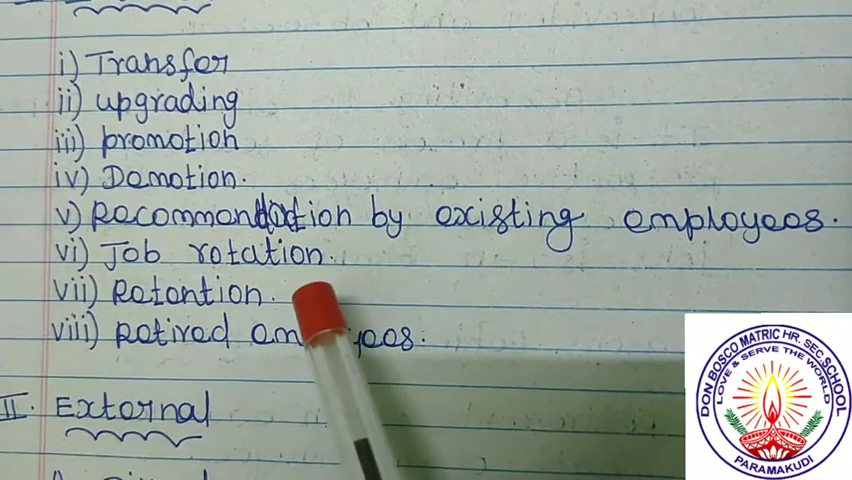 i) Transfer
ii) upgrading
iii) promotion
iv) Demotion.
v) Recommendation by existing employees.
vi) Job rotation.
vii) Retention.
viii) Retired
II. External
DON BOSCO MATRIC HR. SEC. SCHOOL
LOVE & SERVE THE WORLD
PARAMAKUDI